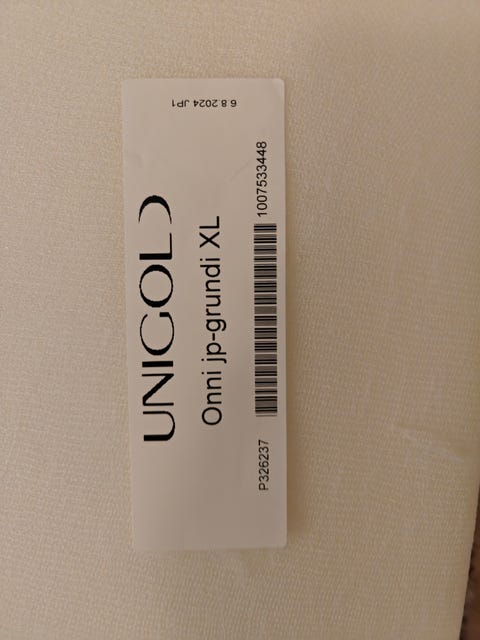 UNIGOLD
Onni jp-grundi XL
P326237 1007533448
6.8.2024 JP1